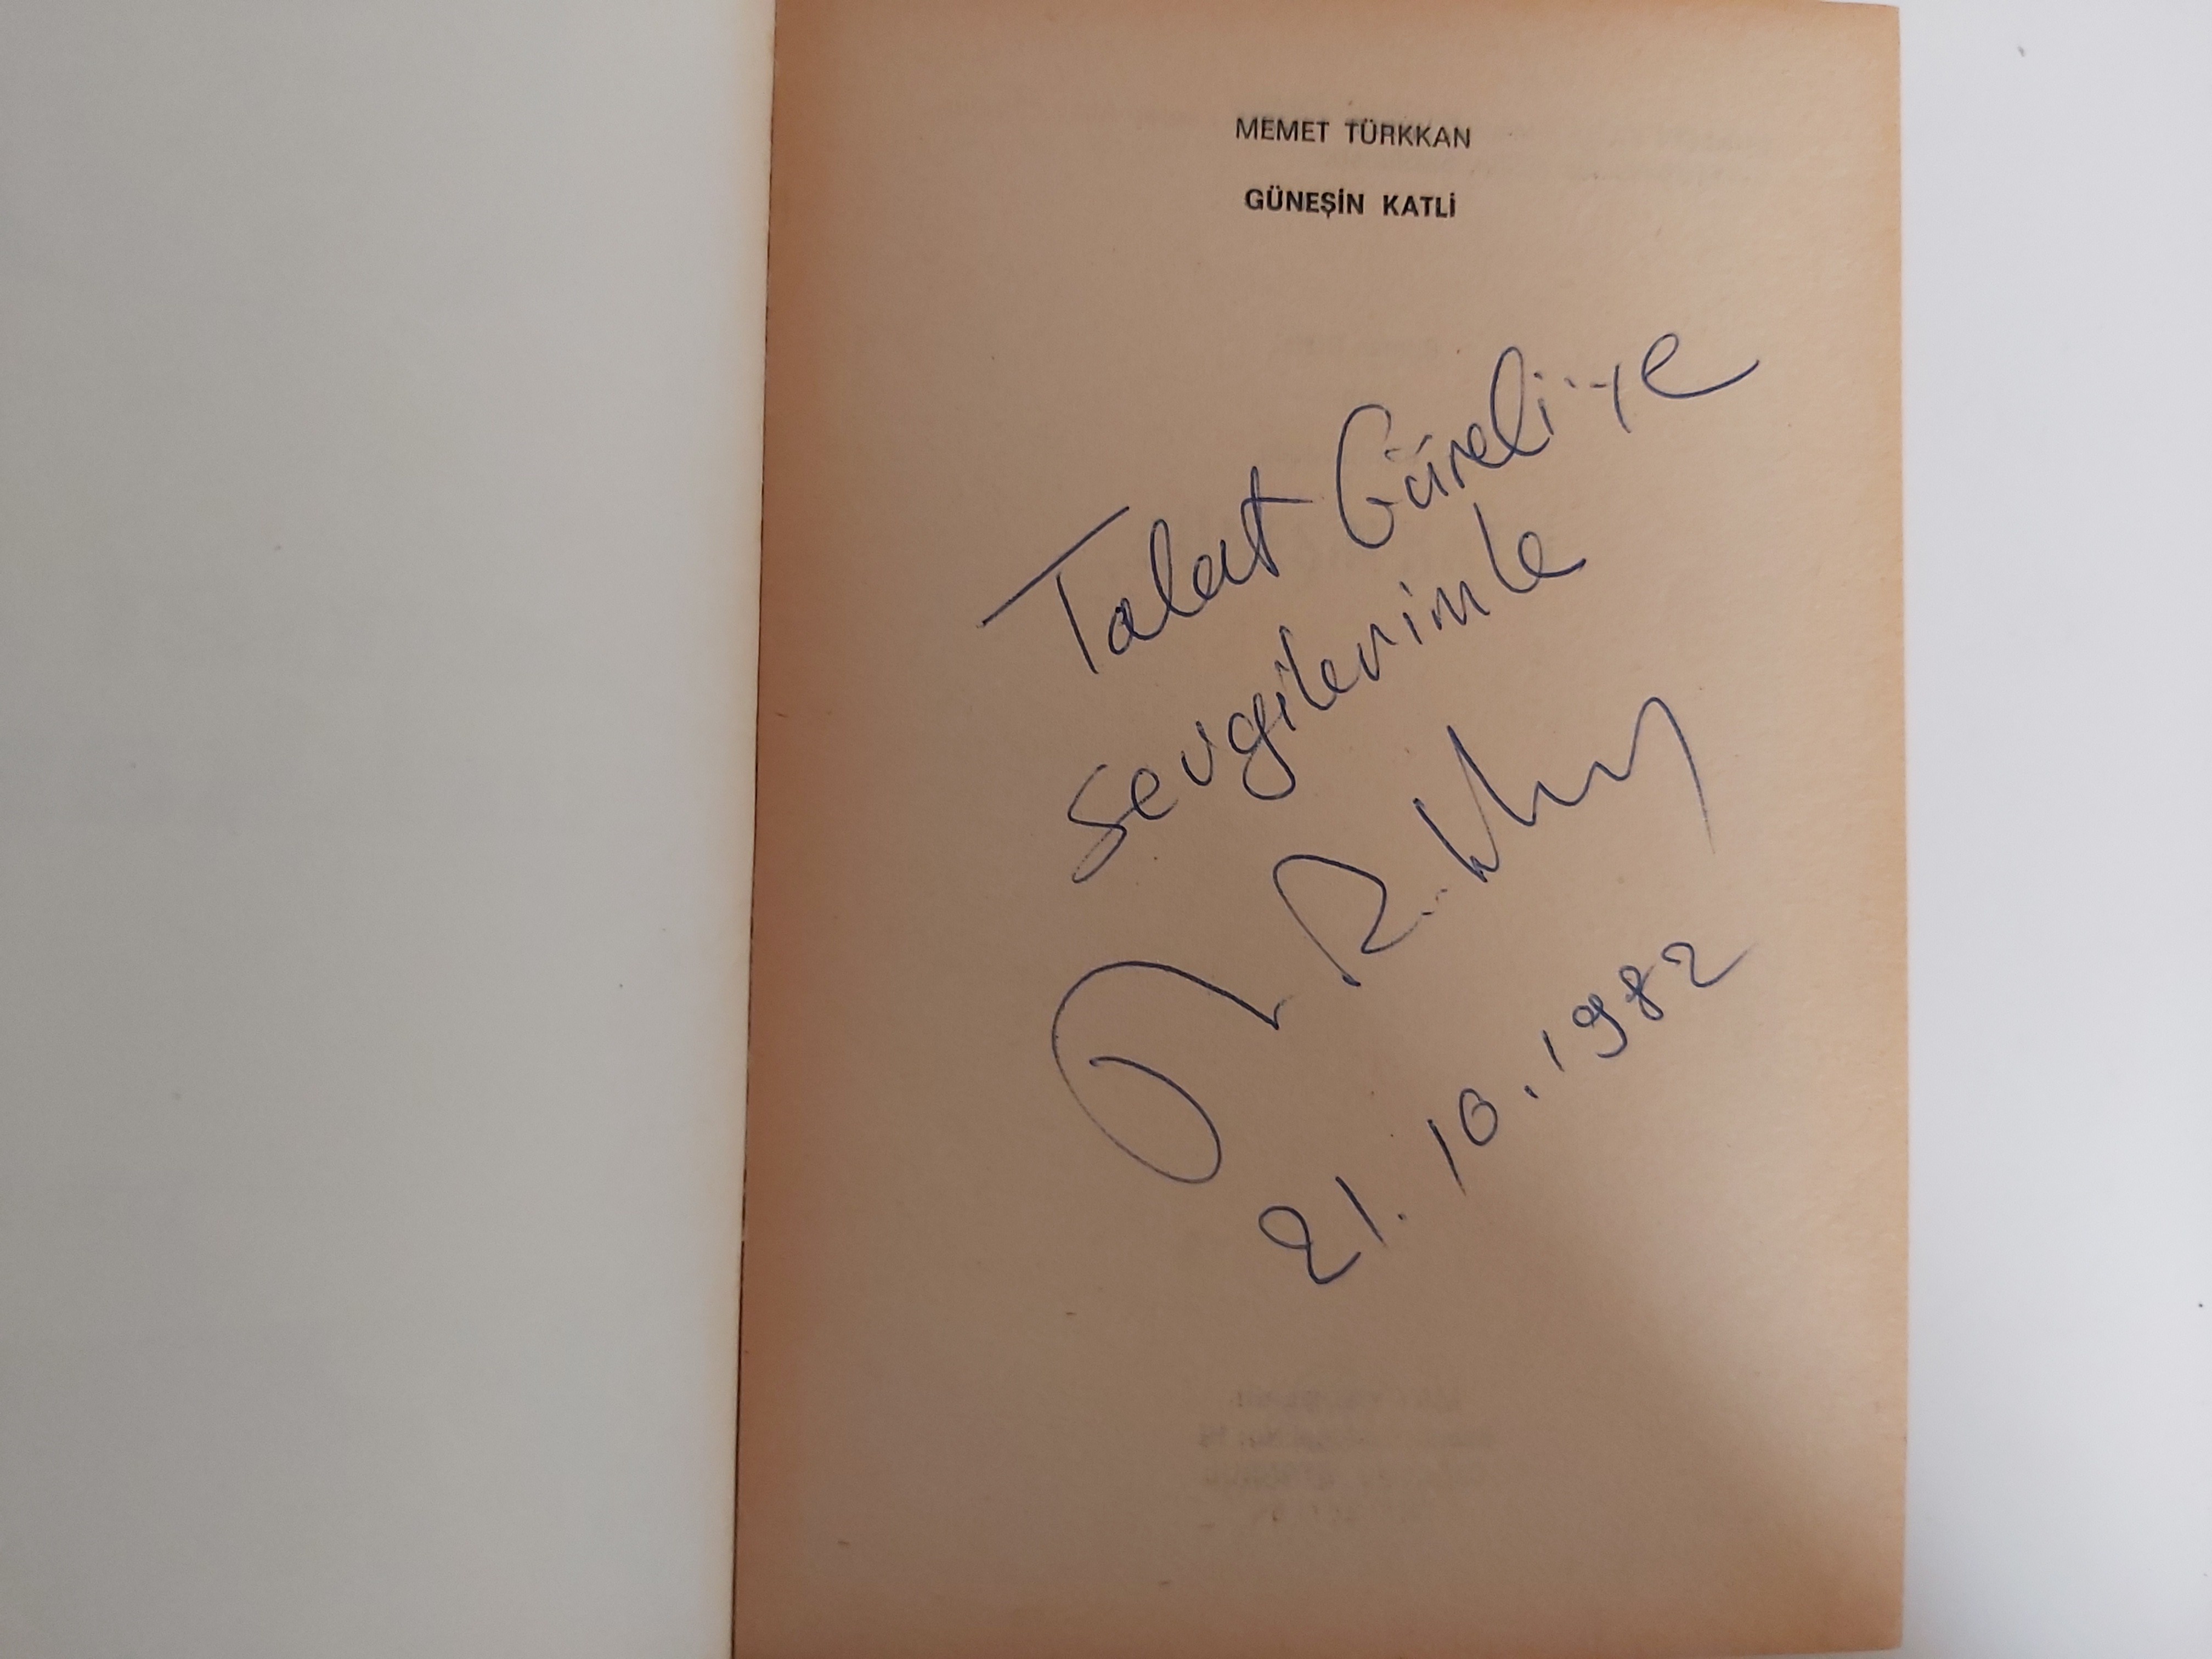 MEMET TÜRKKAN
GÜNEŞİN KATLİ
Talat Güreli'ye
sevgilerimle
21.10.1982